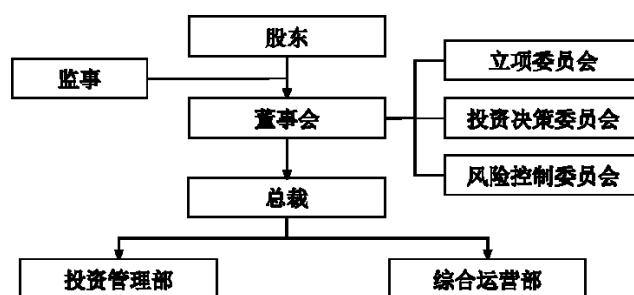 股东
监事
立项委员会
董事会
投资决策委员会
风险控制委员会
总裁
投资管理部
综合运营部